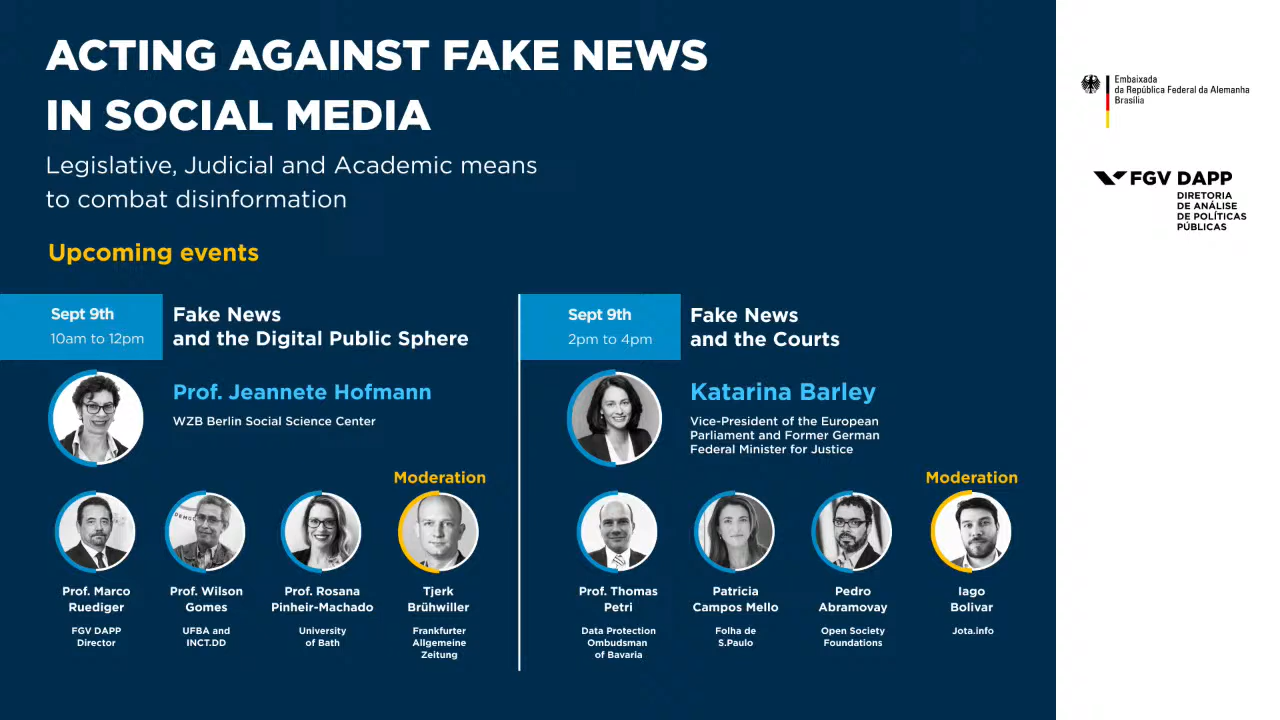 ACTING AGAINST FAKE NEWS
IN SOCIAL MEDIA
Legislative, Judicial and Academic means
to combat disinformation
Upcoming events
Sept 9th
10am to 12pm
Fake News
and the Digital Public Sphere
Prof. Jeannete Hofmann
WZB Berlin Social Science Center
Moderation
Prof. Marco
Ruediger
FGV DAPP
Director
Prof. Wilson
Gomes
UFBA and
INCT.DD
Prof. Rosana
Pinheir-Machado
University
of Bath
Tjerk
Brühwiller
Frankfurter
Allgemeine
Zeitung
Sept 9th
2pm to 4pm
Fake News
and the Courts
Katarina Barley
Vice-President of the European
Parliament and Former German
Federal Minister for Justice
Moderation
Prof. Thomas
Petri
Data Protection
Ombudsman
of Bavaria
Patricia
Campos Mello
Folha de
S.Paulo
Pedro
Abramovay
Open Society
Foundations
Iago
Bolivar
Jota.info
Embaixada
da República Federal da Alemanha
Brasília
FGV DAPP
DIRETORIA
DE ANÁLISE
DE POLÍTICAS
PÚBLICAS